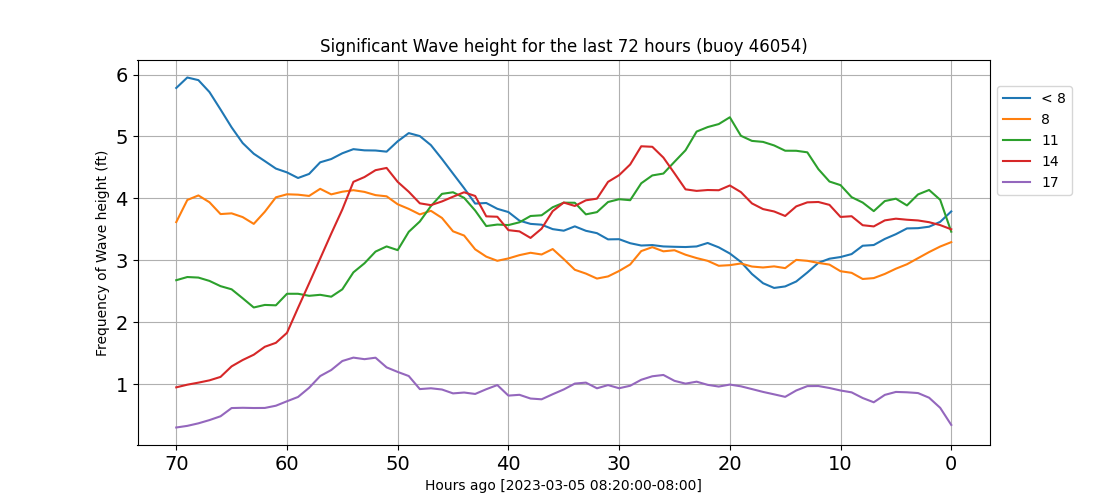 Significant Wave height for the last 72 hours (buoy 46054)
Frequency of Wave height (ft)
6
5
4
3
2
1
70 60 50 40 30 20 10 0
Hours ago [2023-03-05 08:20:00-08:00]
< 8
8
11
14
17